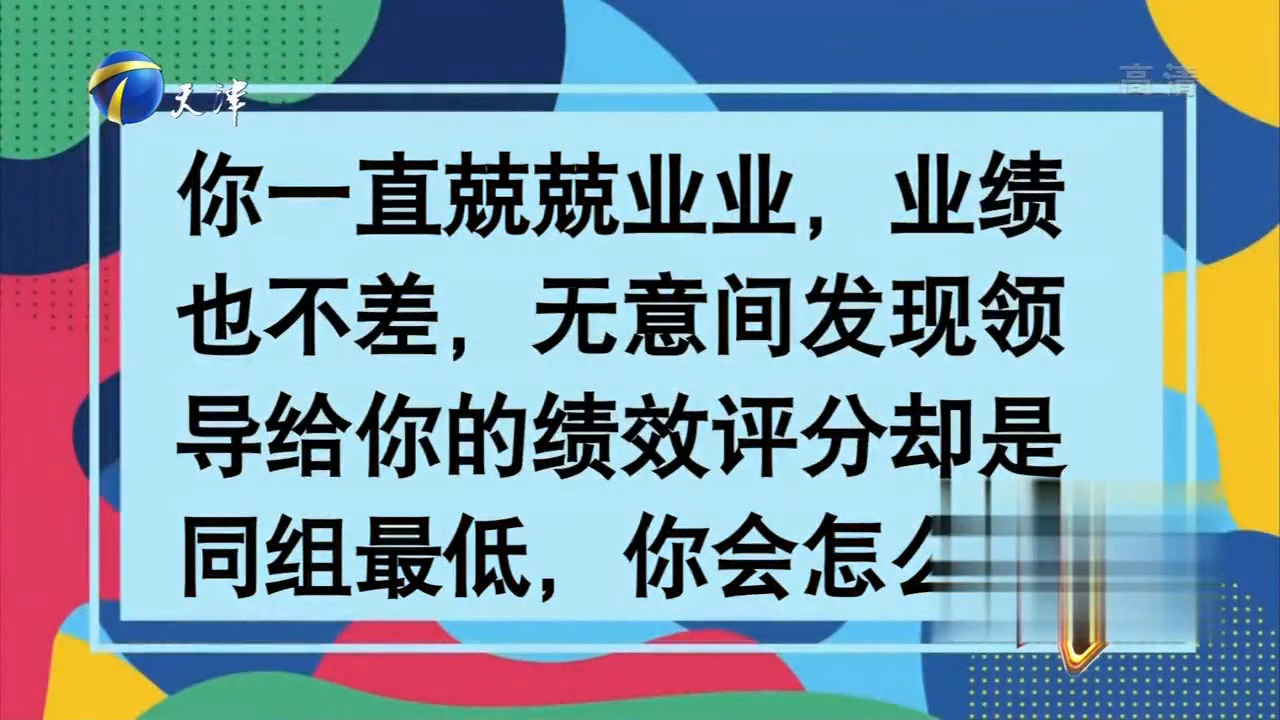 天津
高清
你一直兢兢业业，业绩
也不差，无意间发现领
导给你的绩效评分却是
同组最低，你会怎么